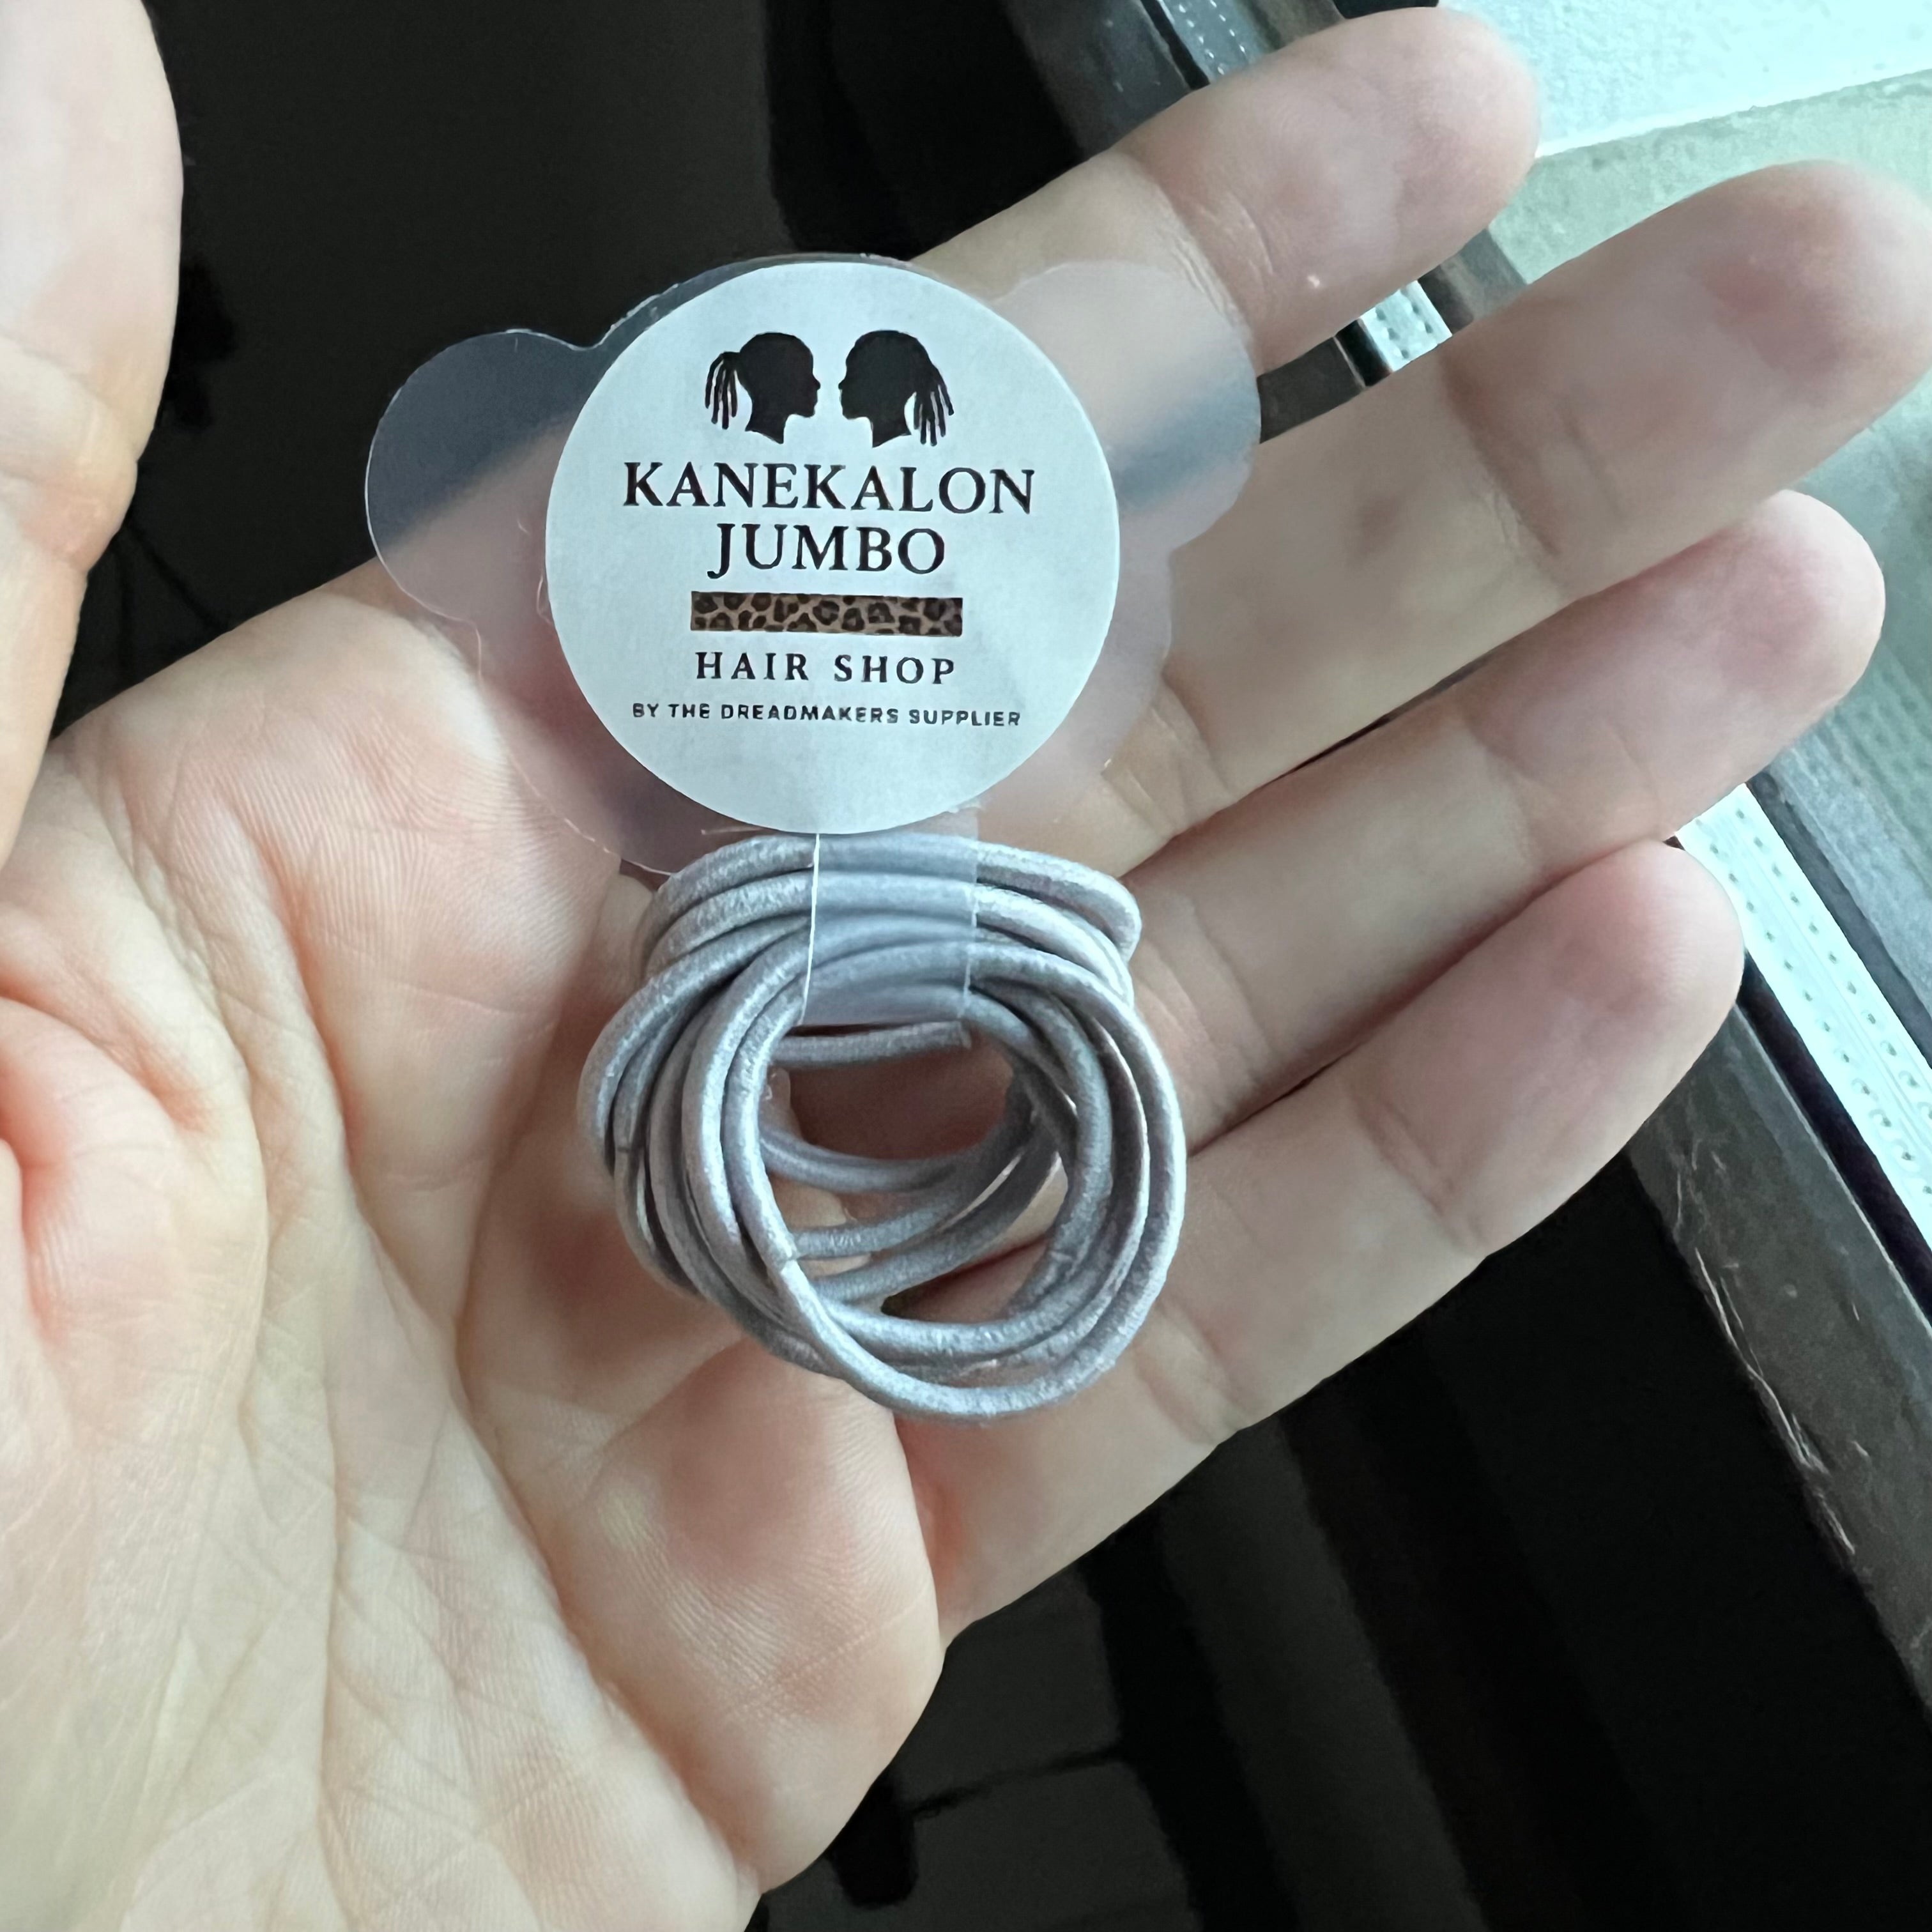 KANEKALON
JUMBO
HAIR SHOP
BY THE DREADMAKERS SUPPLIER